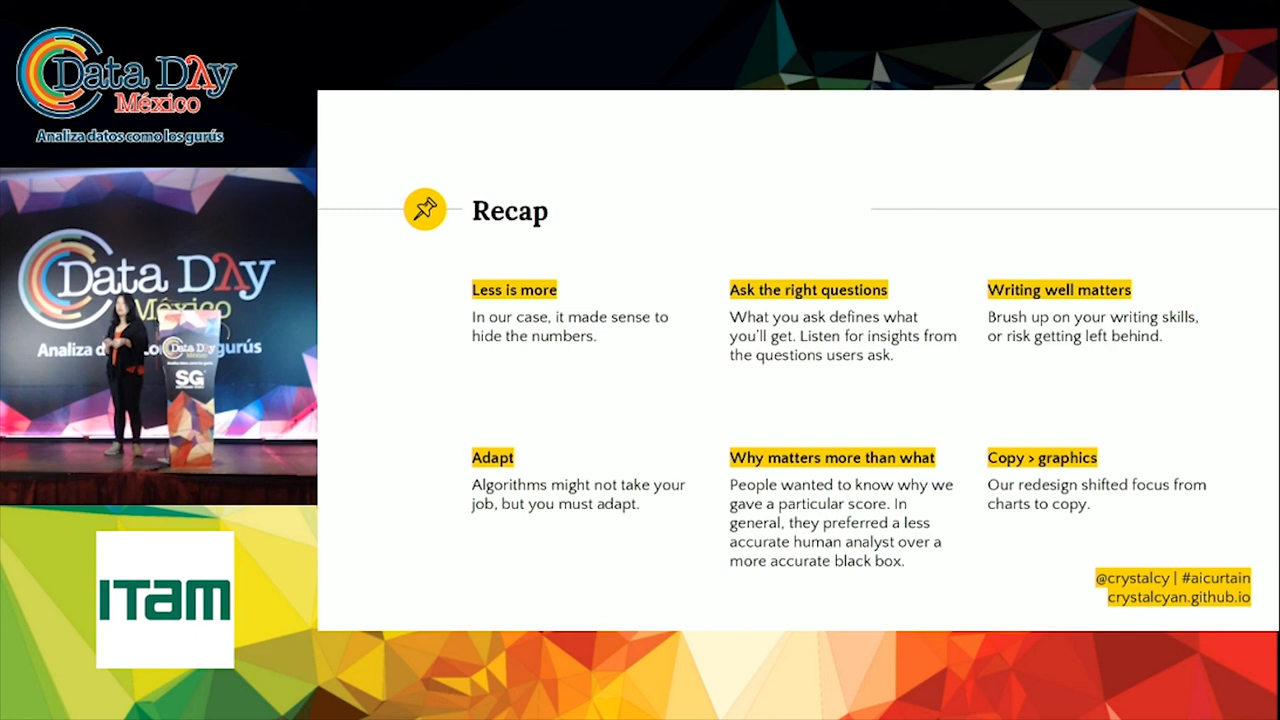 Data Day
México
Analiza datos como los gurús
Data Day
México
Analiza d
gurús
Data Day
México
SG
ITAM
Recap
Less is more
In our case, it made sense to
hide the numbers.
Ask the right questions
What you ask defines what
you'll get. Listen for insights from
the questions users ask.
Writing well matters
Brush up on your writing skills,
or risk getting left behind.
Adapt
Algorithms might not take your
job, but you must adapt.
Why matters more than what
People wanted to know why we
gave a particular score. In
general, they preferred a less
accurate human analyst over a
more accurate black box.
Copy > graphics
Our redesign shifted focus from
charts to copy.
@crystalcy | #aicurtain
crystalcyan.github.io